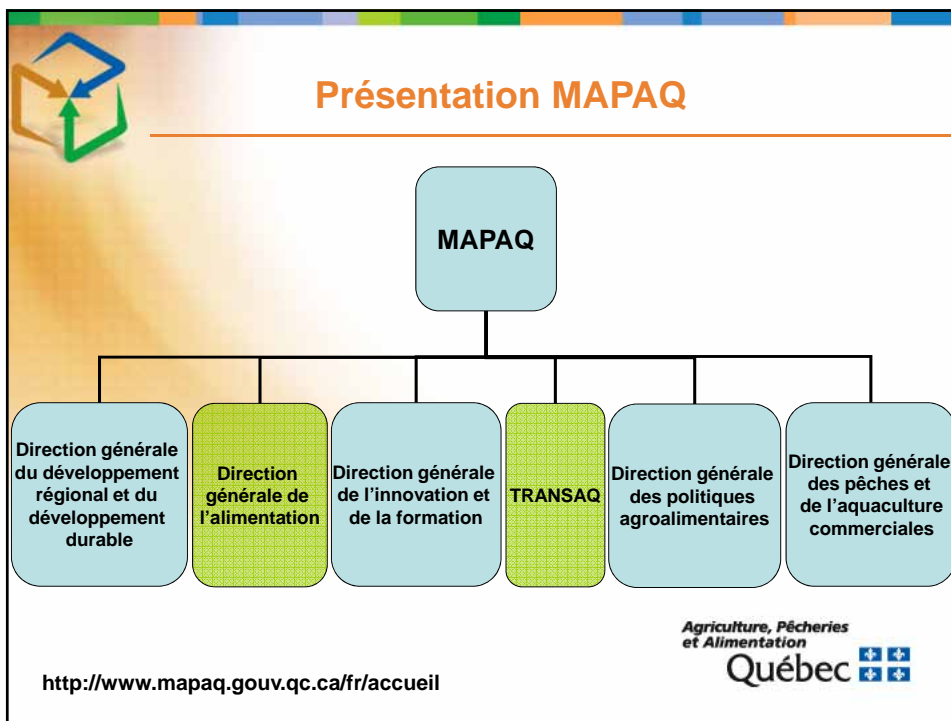 Présentation MAPAQ
MAPAQ
Direction générale
du développement
régional et du
développement
durable
Direction
générale de
l’alimentation
Direction générale
de l’innovation et
de la formation
TRANSAQ
Direction générale
des politiques
agroalimentaires
Direction générale
des pêches et
de l’aquaculture
commerciales
http://www.mapaq.gouv.qc.ca/fr/accueil
Agriculture, Pêcheries
et Alimentation
Québec